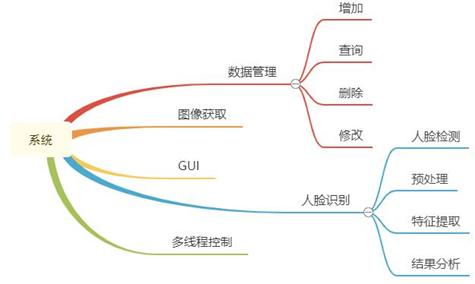 系统
数据管理
增加
查询
删除
修改
图像获取
GUI
人脸识别
人脸检测
预处理
特征提取
结果分析
多线程控制